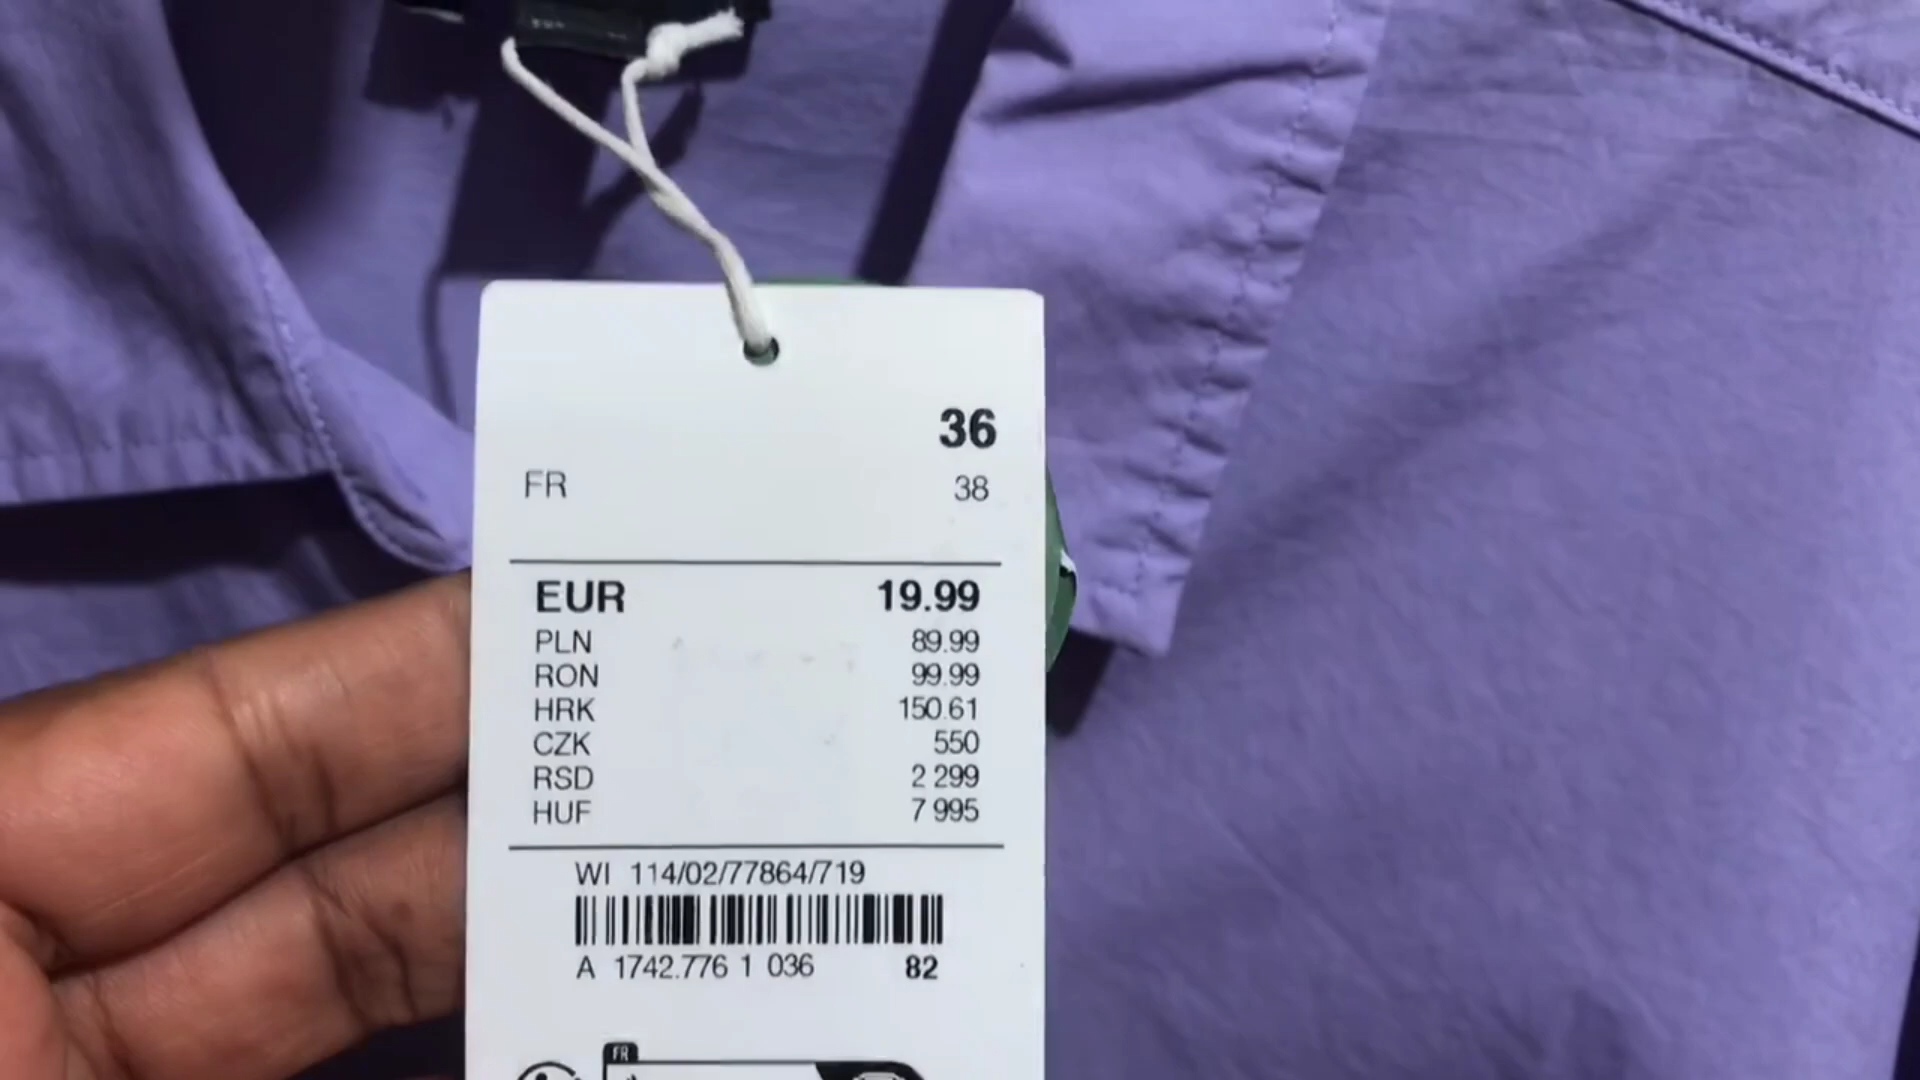 36
FR 38
EUR 19.99
PLN 89.99
RON 99.99
HRK 150.61
CZK 550
RSD 2 299
HUF 7 995
WI 114/02/77864/719
A 1742.776 1 036 82
FR